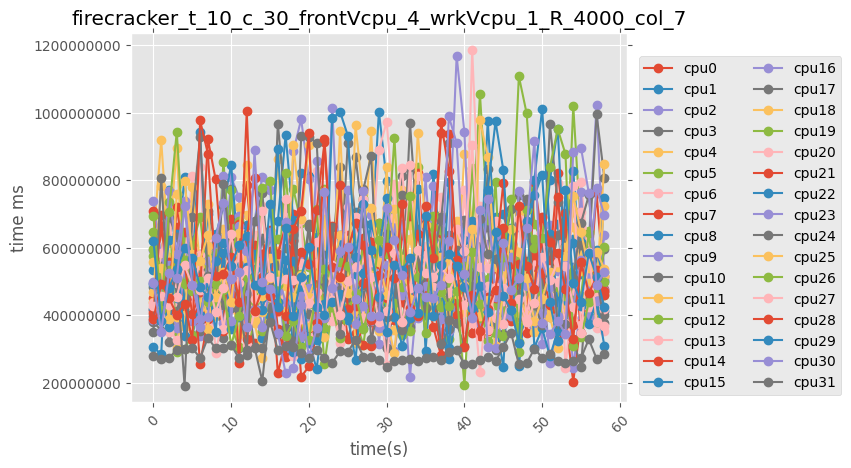 firecracker_t_10_c_30_frontVcpu_4_wrkVcpu_1_R_4000_col_7
time ms
1200000000
1000000000
800000000
600000000
400000000
200000000
0
10
20
30
40
50
60
time(s)
cpu0
cpu1
cpu2
cpu3
cpu4
cpu5
cpu6
cpu7
cpu8
cpu9
cpu10
cpu11
cpu12
cpu13
cpu14
cpu15
cpu16
cpu17
cpu18
cpu19
cpu20
cpu21
cpu22
cpu23
cpu24
cpu25
cpu26
cpu27
cpu28
cpu29
cpu30
cpu31